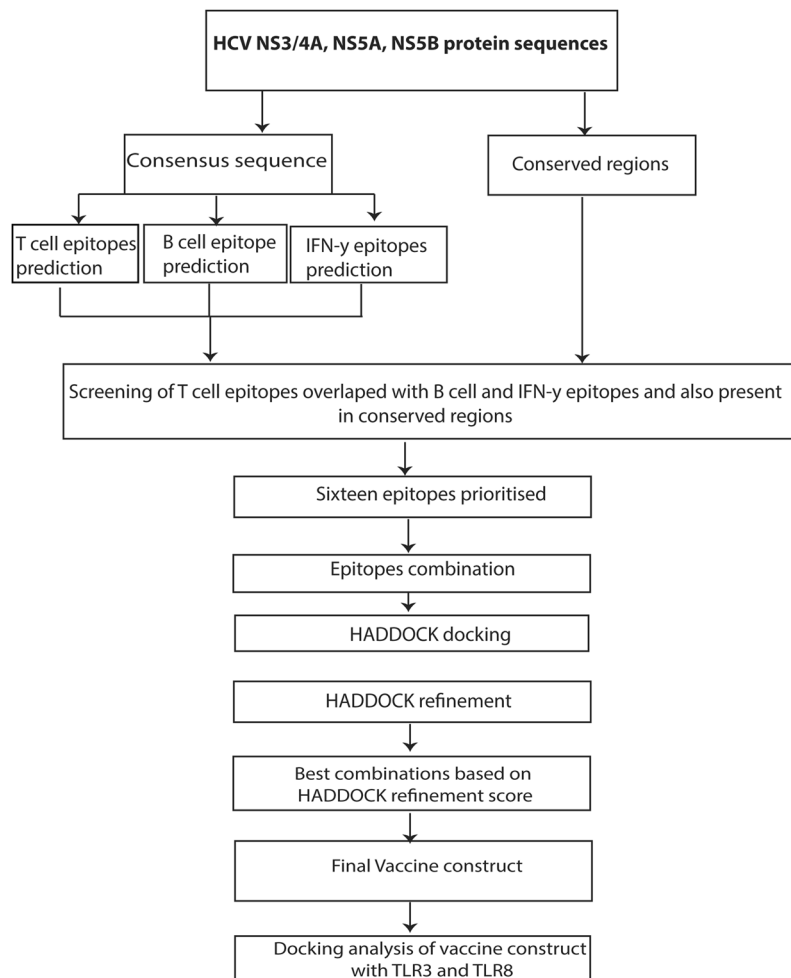 HCV NS3/4A, NS5A, NS5B protein sequences
Consensus sequence
Conserved regions
T cell epitopes
prediction
B cell epitope
prediction
IFN-y epitopes
prediction
Screening of T cell epitopes overlaped with B cell and IFN-y epitopes and also present
in conserved regions
Sixteen epitopes prioritised
Epitopes combination
HADDOCK docking
HADDOCK refinement
Best combinations based on
HADDOCK refinement score
Final Vaccine construct
Docking analysis of vaccine construct
with TLR3 and TLR8